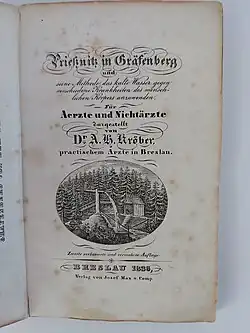 Prießnitz in Gräfenberg
und
seine Methode das kalte Wasser gegen
verschiedene Krankheiten des mensch-
lichen Körpers anzuwenden.
Für
Aerzte und Nichtärzte
dargestellt
von
Dr. A. H. Kröber,
practischem Arzte in Breslau.
Zweite verbesserte und vermehrte Auflage
BRESLAU 1836,
Verlag von Josef Max u. Comp